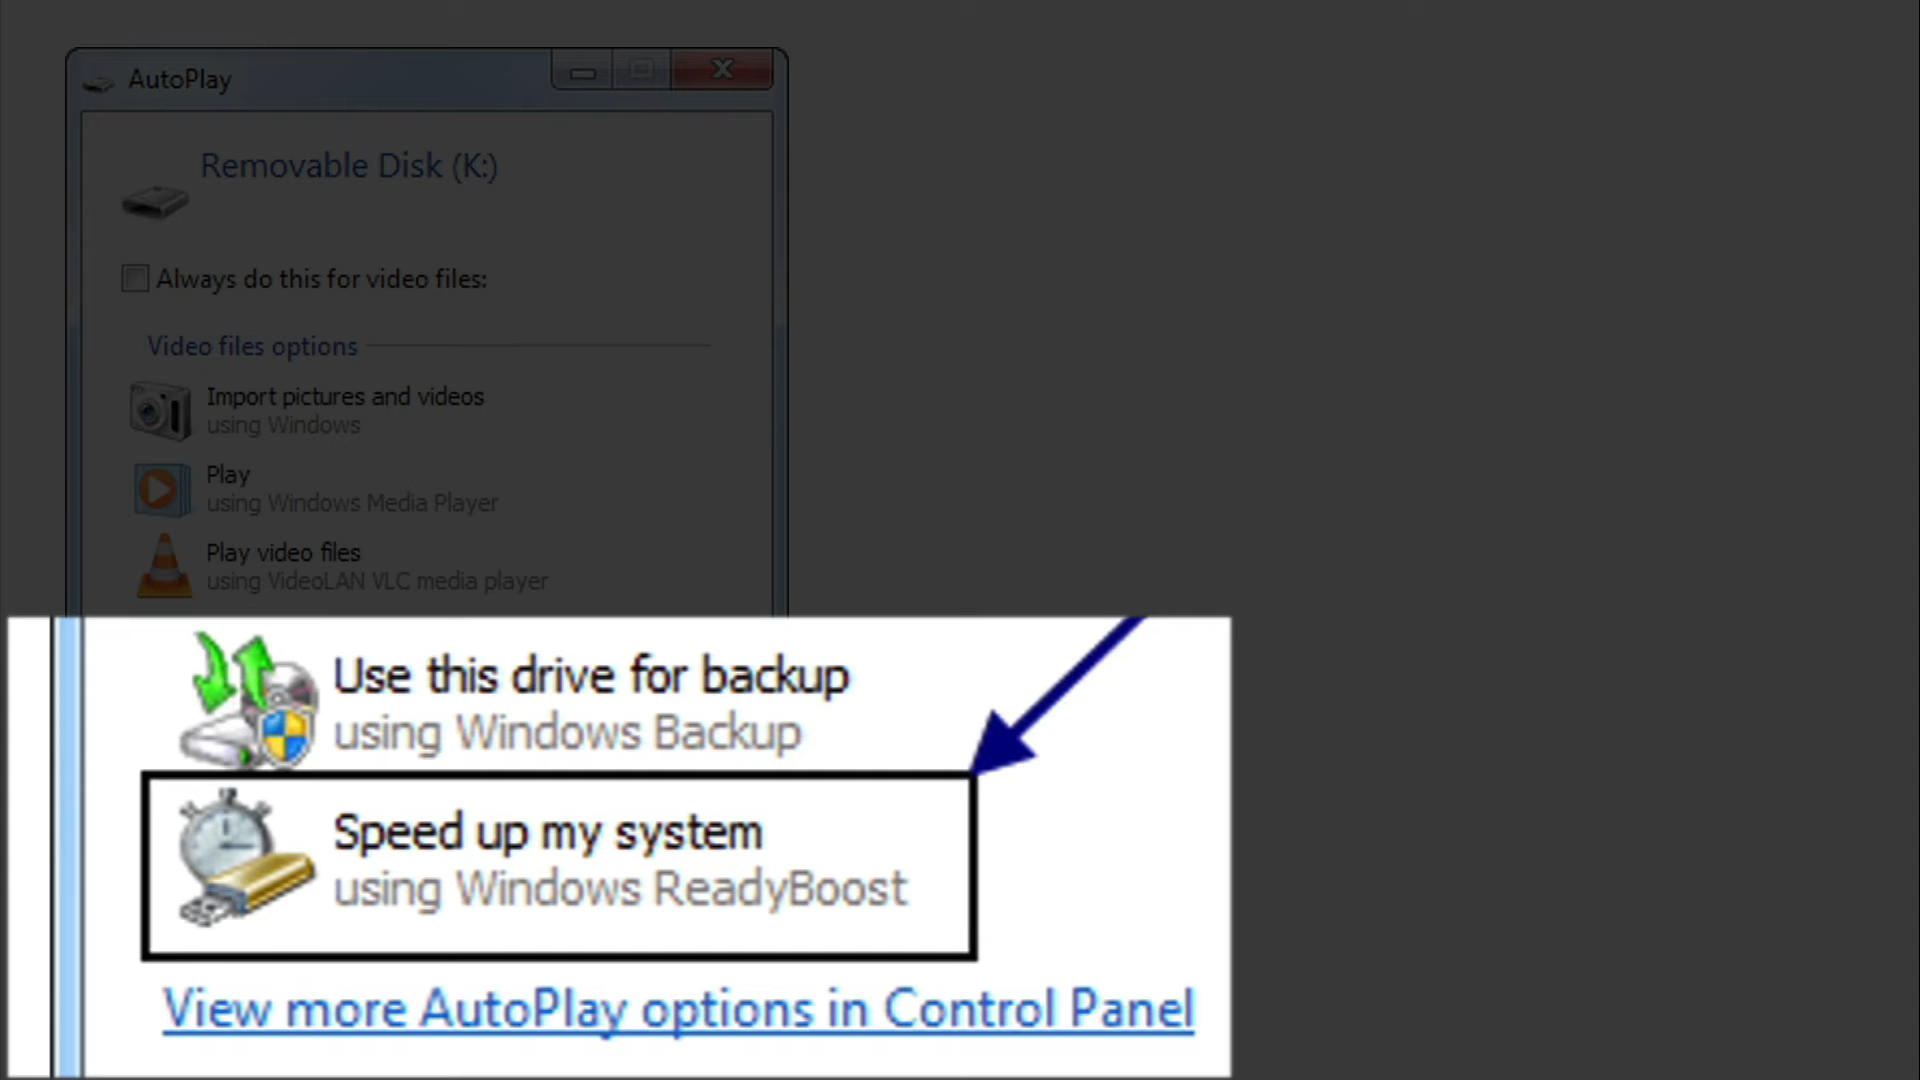 AutoPlay
Removable Disk (K:)
Always do this for video files:
Video files options
Import pictures and videos
using Windows
Play
using Windows Media Player
Play video files
using VideoLAN VLC media player
Use this drive for backup
using Windows Backup
Speed up my system
using Windows ReadyBoost
View more AutoPlay options in Control Panel